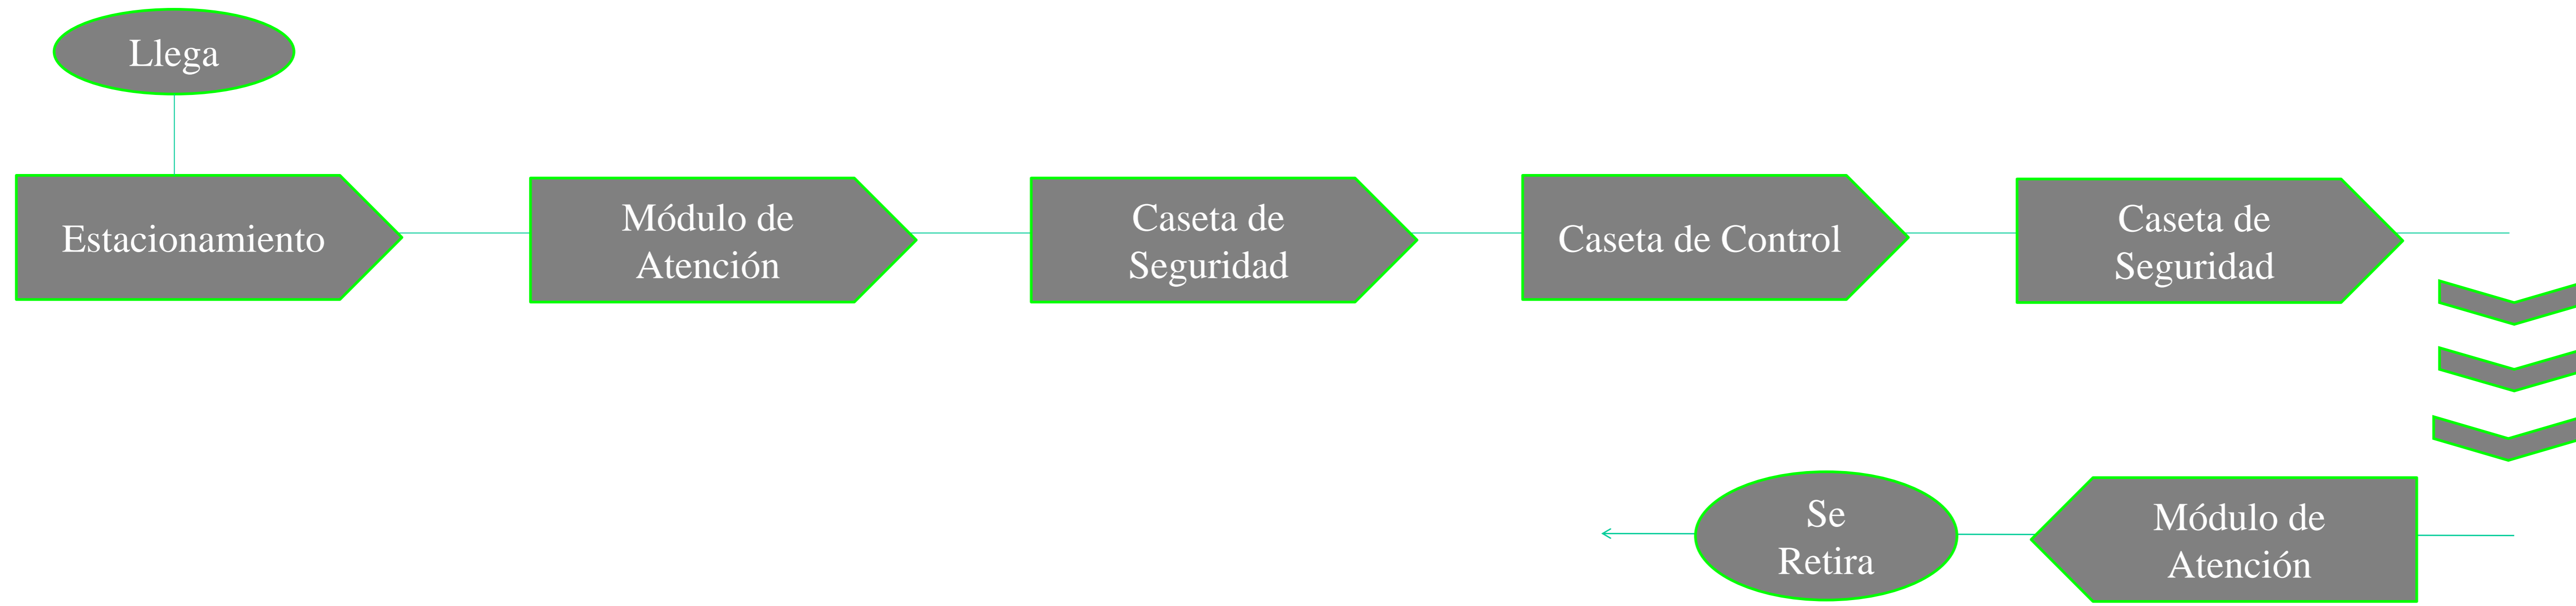 Llega
Estacionamiento
Módulo de
Atención
Caseta de
Seguridad
Caseta de Control
Caseta de
Seguridad
Módulo de
Atención
Se
Retira